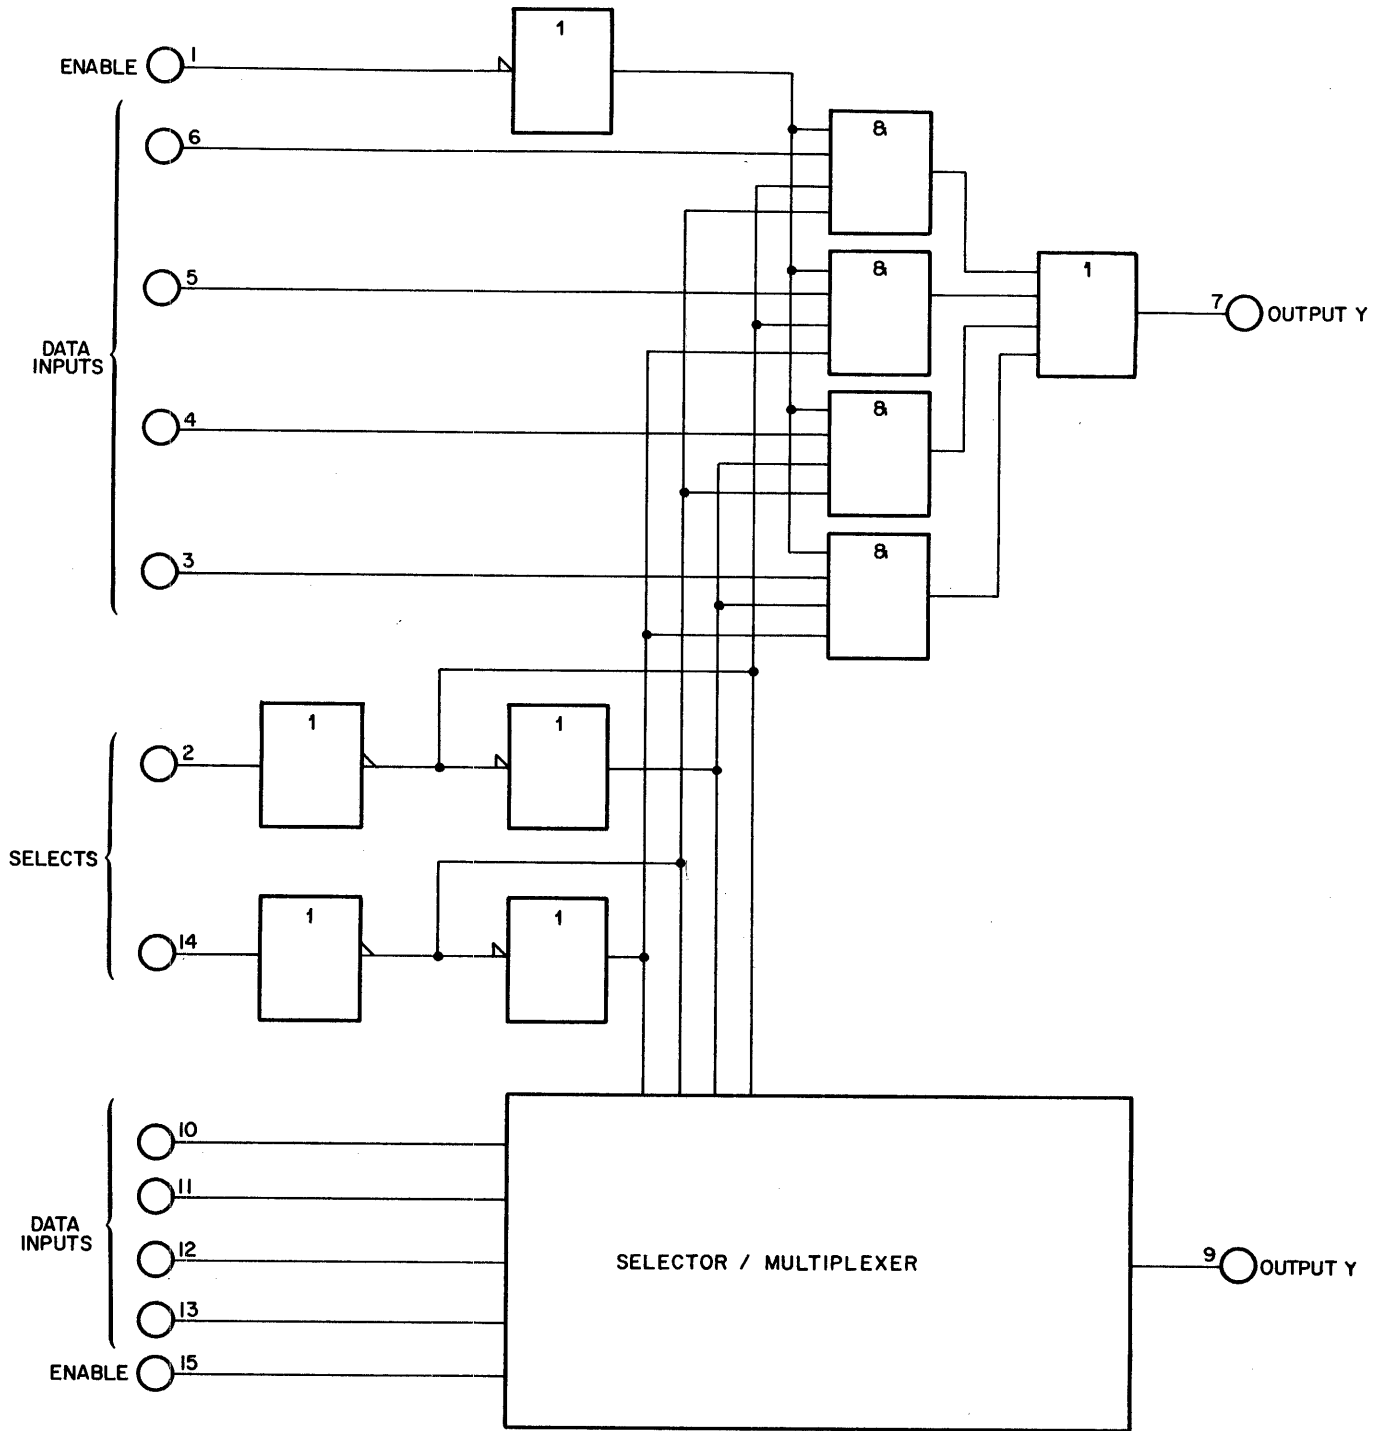 1
ENABLE 1
6
&
5
&
1
7 OUTPUT Y
DATA
INPUTS
4
&
3
&
2
1
1
SELECTS
14
1
1
10
11
DATA
INPUTS
12
SELECTOR / MULTIPLEXER
9 OUTPUT Y
13
ENABLE 15